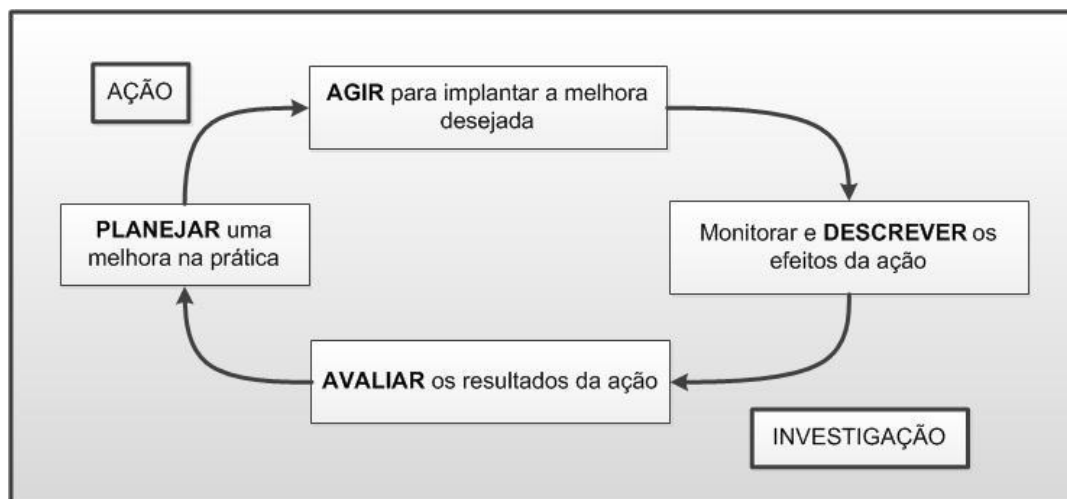 AÇÃO
AGIR para implantar a melhora
desejada
PLANEJAR uma
melhora na prática
Monitorar e DESCREVER os
efeitos da ação
AVALIAR os resultados da ação
INVESTIGAÇÃO